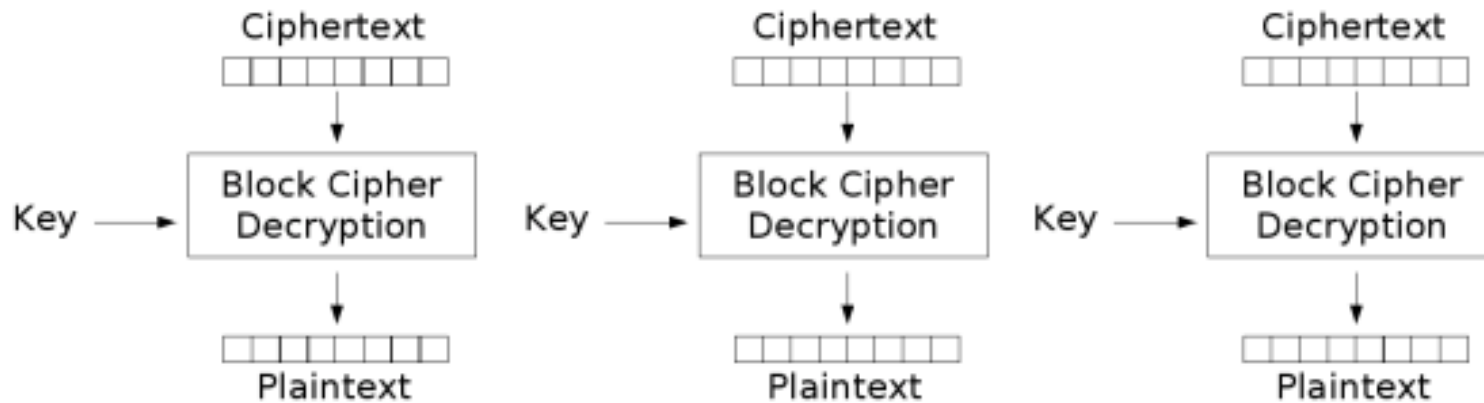 Ciphertext Ciphertext Ciphertext
Block Cipher Block Cipher Block Cipher
Key Decryption Key Decryption Key Decryption
Plaintext Plaintext Plaintext